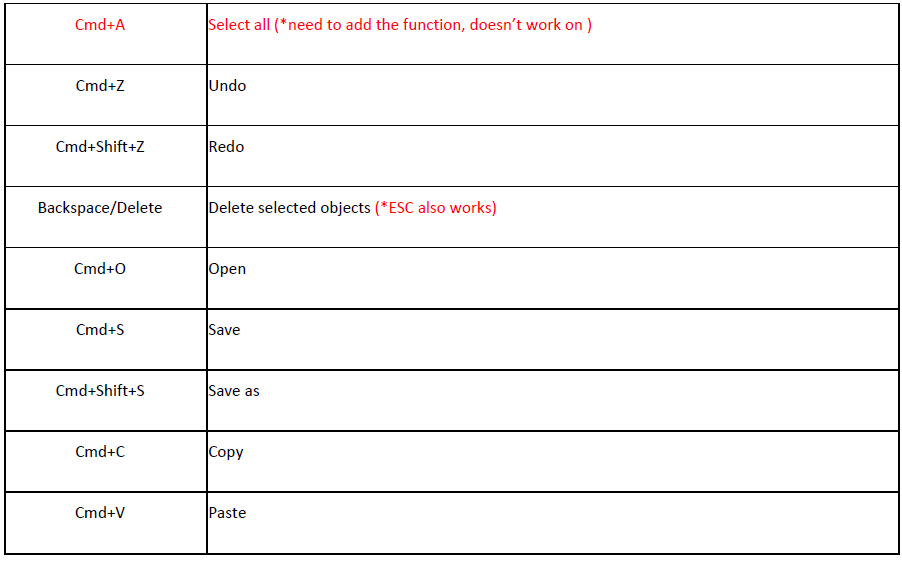 Cmd+A Select all (*need to add the function, doesn’t work on )
Cmd+Z Undo
Cmd+Shift+Z Redo
Backspace/Delete Delete selected objects (*ESC also works)
Cmd+O Open
Cmd+S Save
Cmd+Shift+S Save as
Cmd+C Copy
Cmd+V Paste